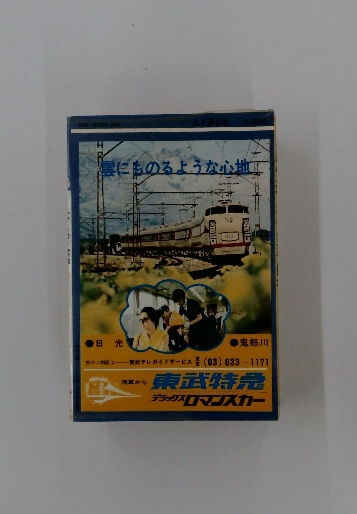 雲にものるような心地
●日光 ●鬼怒川
東武テレガイドサービス (03) 623—1171
浅草から 東武特急
デラックスロマンスカー